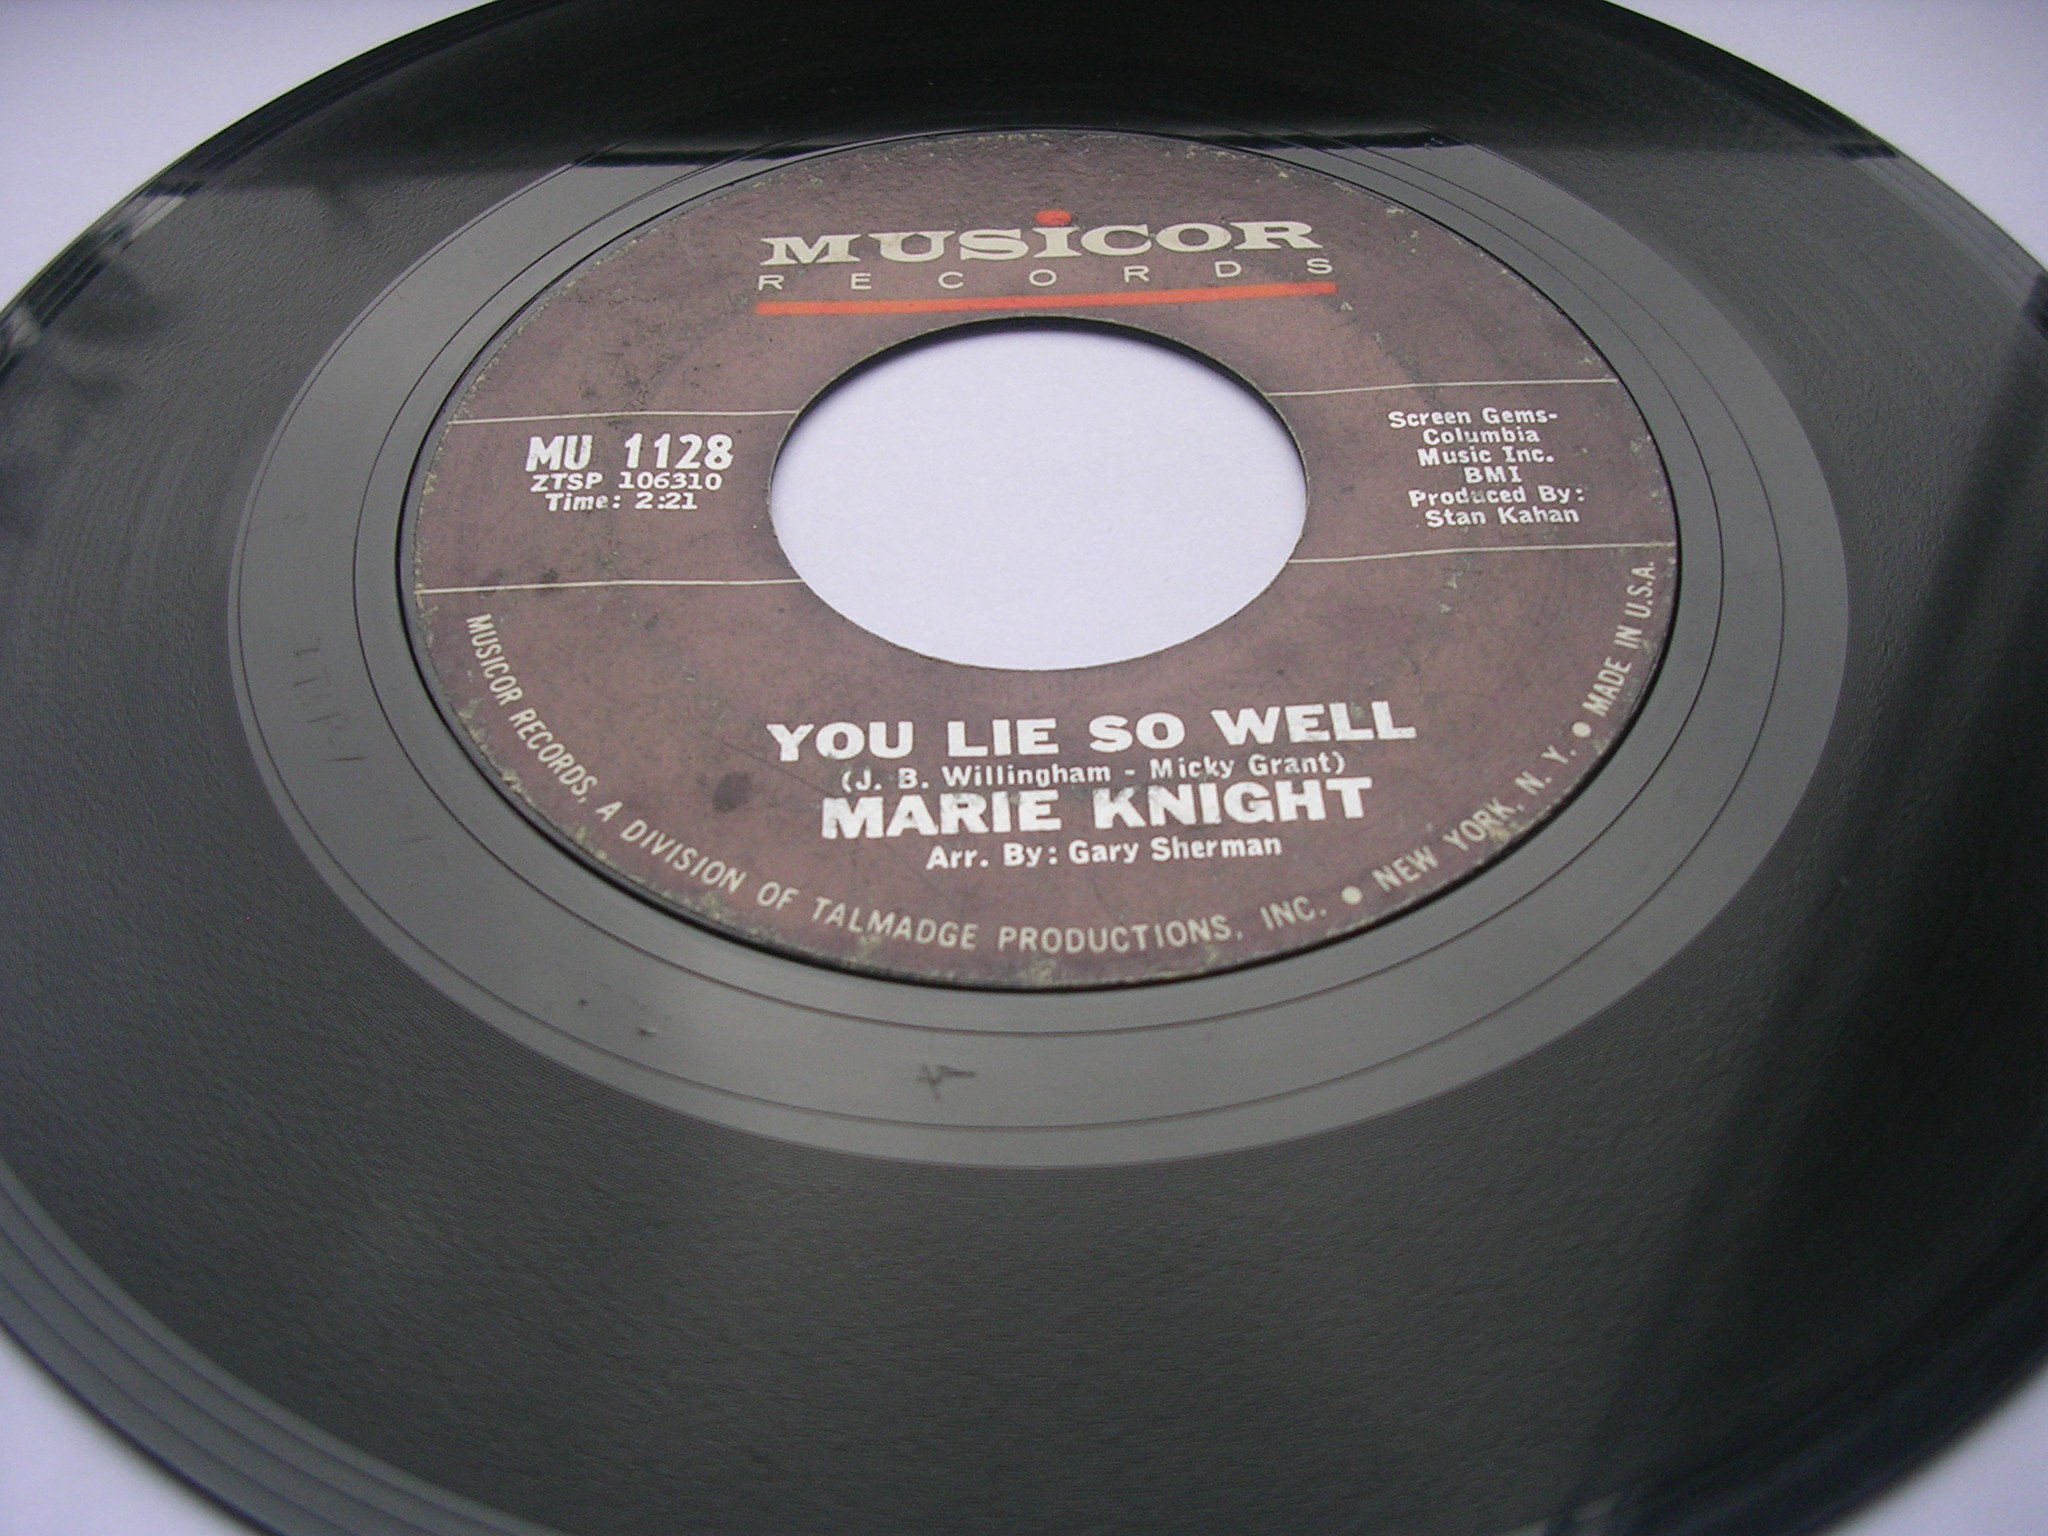 MUSiCOR
RECORDS
MU 1128
ZTSP 106310
Time: 2:21
Screen Gems-
Columbia
Music Inc.
BMI
Produced By:
Stan Kahan
YOU LIE SO WELL
(J. B. Willingham - Micky Grant)
MARIE KNIGHT
Arr. By: Gary Sherman
MUSICOR RECORDS, A DIVISION OF TALMADGE PRODUCTIONS, INC. • NEW YORK, N. Y. • MADE IN U.S.A.